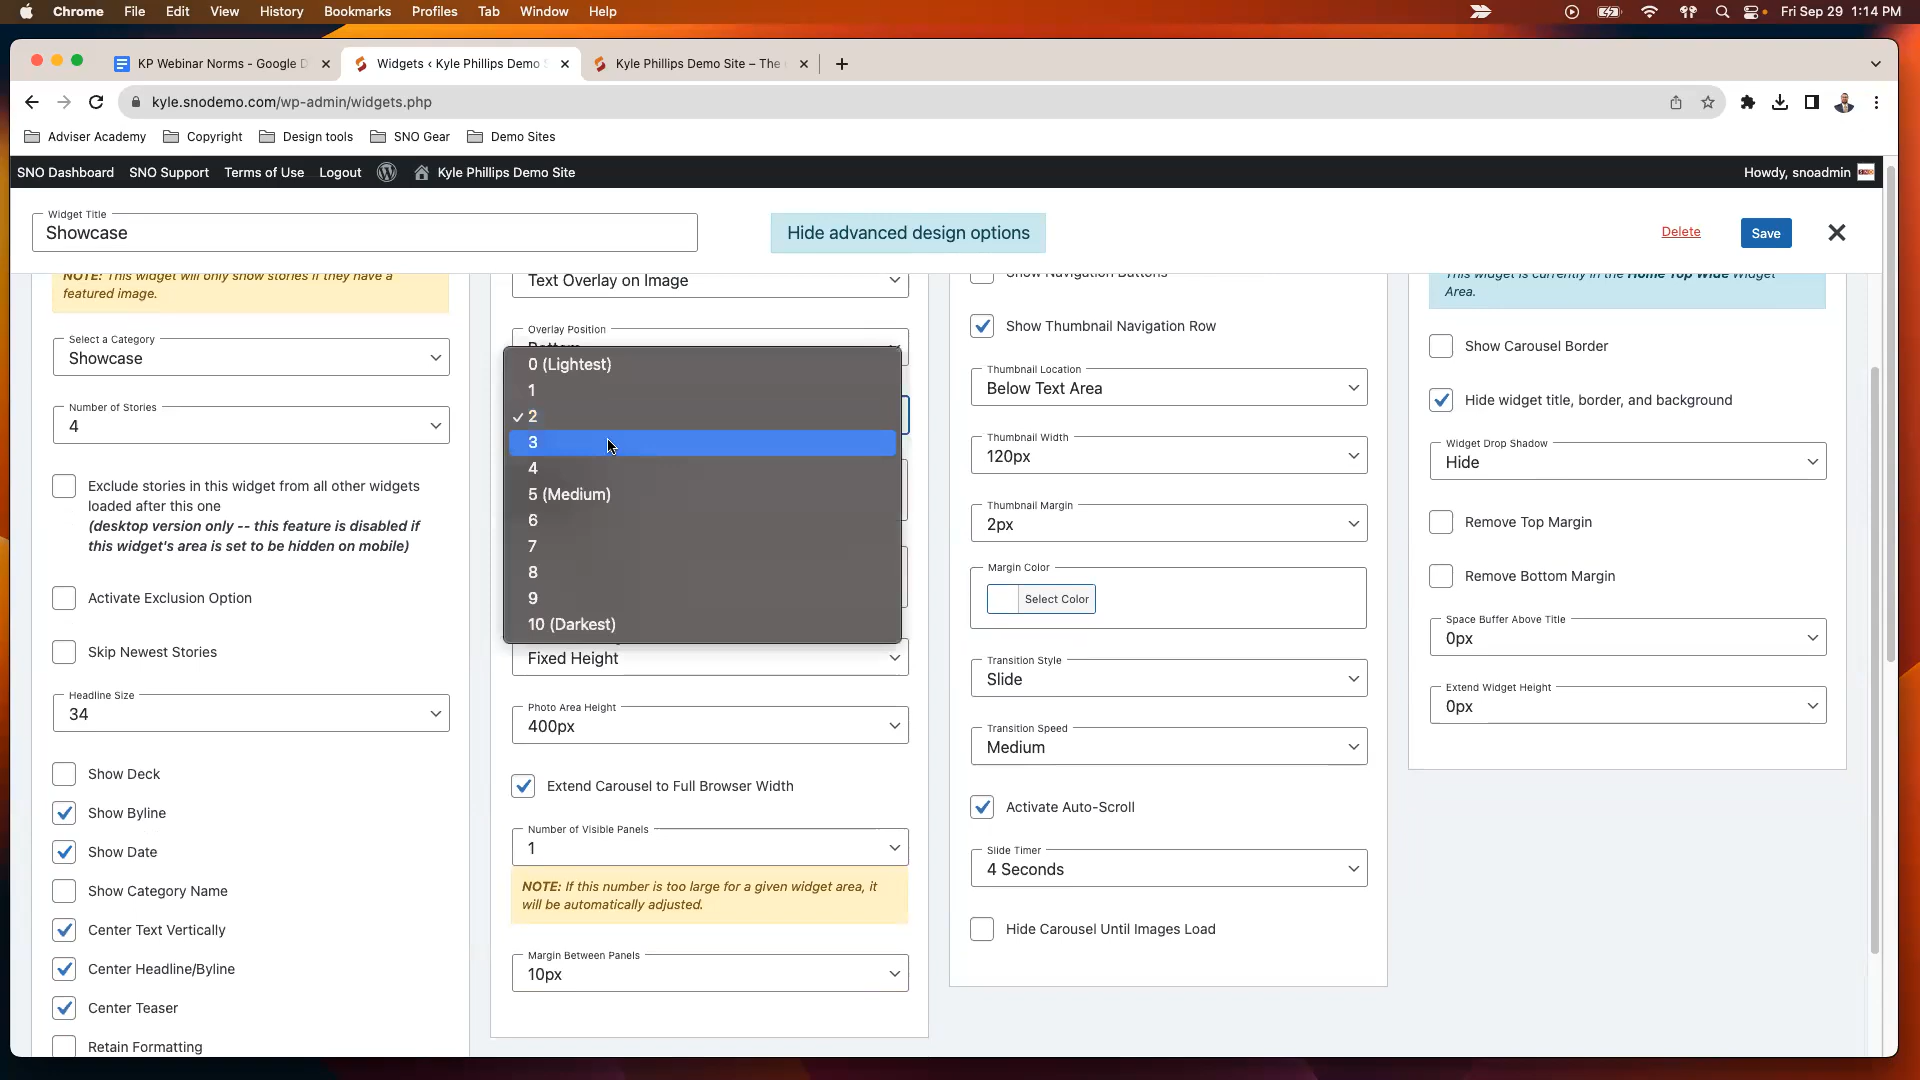 Chrome File Edit View History Bookmarks Profiles Tab Window Help Fri Sep 29 1:14 PM
KP Webinar Norms - Google D
Widgets ‹ Kyle Phillips Demo S
Kyle Phillips Demo Site – The
kyle.snodemo.com/wp-admin/widgets.php
Adviser Academy Copyright Design tools SNO Gear Demo Sites
SNO Dashboard SNO Support Terms of Use Logout Kyle Phillips Demo Site Howdy, snoadmin
Widget Title
Showcase
Hide advanced design options
Delete
Save
NOTE: This widget will only show stories if they have a
featured image.
Select a Category
Showcase
Number of Stories
4
Exclude stories in this widget from all other widgets
loaded after this one
(desktop version only -- this feature is disabled if
this widget's area is set to be hidden on mobile)
Activate Exclusion Option
Skip Newest Stories
Headline Size
34
Show Deck
Show Byline
Show Date
Show Category Name
Center Text Vertically
Center Headline/Byline
Center Teaser
Retain Formatting
Text Overlay on Image
Overlay Position
Bottom
0 (Lightest)
1
2
3
4
5 (Medium)
6
7
8
9
10 (Darkest)
Fixed Height
Photo Area Height
400px
Extend Carousel to Full Browser Width
Number of Visible Panels
1
NOTE: If this number is too large for a given widget area, it
will be automatically adjusted.
Margin Between Panels
10px
Show Navigation Buttons
Show Thumbnail Navigation Row
Thumbnail Location
Below Text Area
Thumbnail Width
120px
Thumbnail Margin
2px
Margin Color
Select Color
Transition Style
Slide
Transition Speed
Medium
Activate Auto-Scroll
Slide Timer
4 Seconds
Hide Carousel Until Images Load
This widget is currently in the Home Top Wide Widget
Area.
Show Carousel Border
Hide widget title, border, and background
Widget Drop Shadow
Hide
Remove Top Margin
Remove Bottom Margin
Space Buffer Above Title
0px
Extend Widget Height
0px